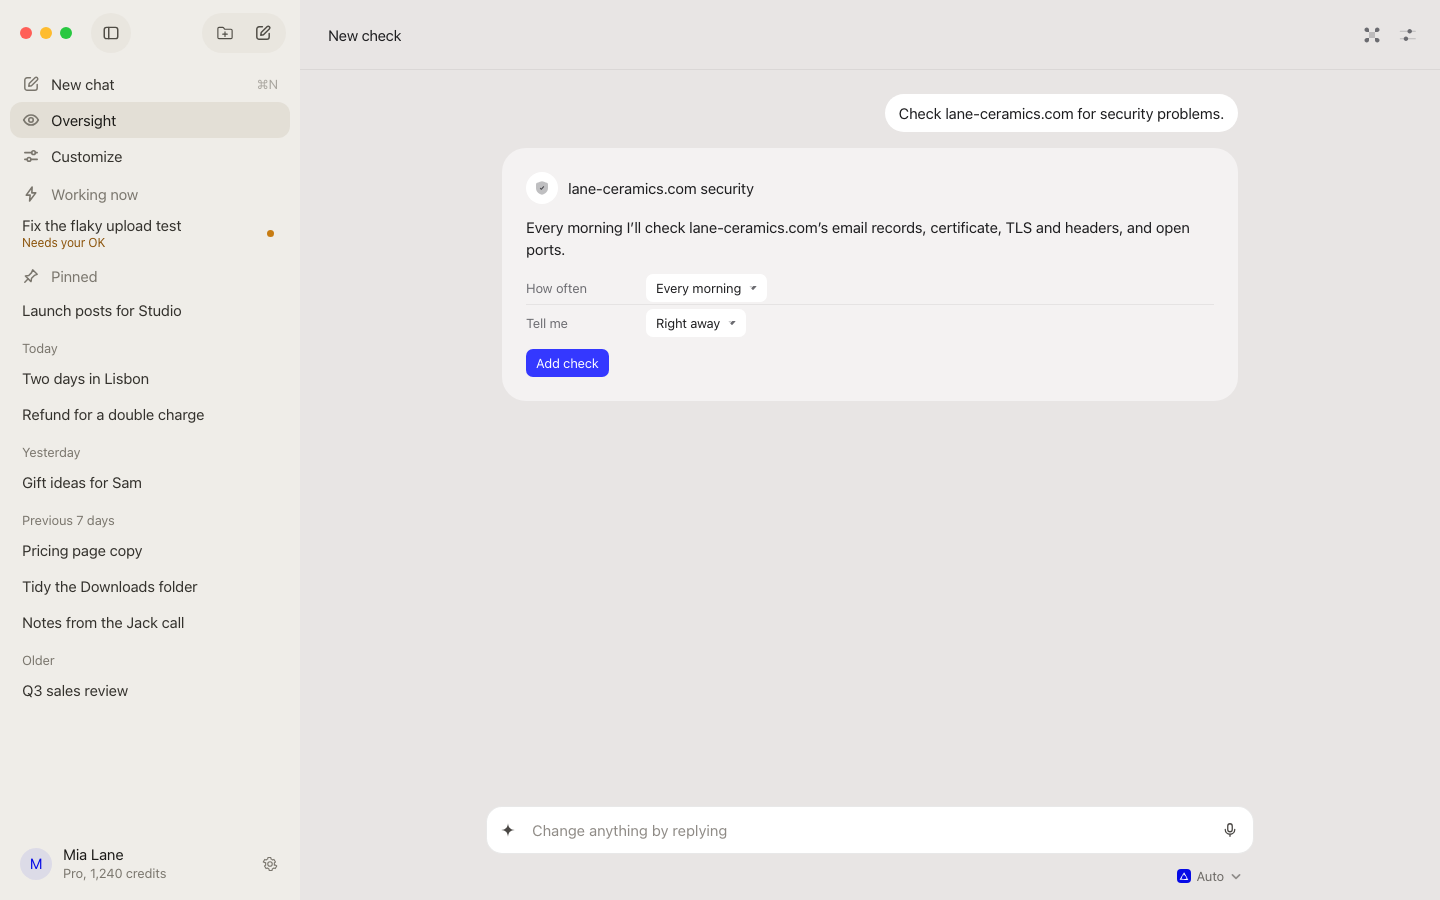 New chat
⌘N
Oversight
Customize
Working now
Fix the flaky upload test
Needs your OK
Pinned
Launch posts for Studio
Today
Two days in Lisbon
Refund for a double charge
Yesterday
Gift ideas for Sam
Previous 7 days
Pricing page copy
Tidy the Downloads folder
Notes from the Jack call
Older
Q3 sales review
M
Mia Lane
Pro, 1,240 credits
New check
Check lane-ceramics.com for security problems.
lane-ceramics.com security
Every morning I’ll check lane-ceramics.com’s email records, certificate, TLS and headers, and open
ports.
How often
Every morning
Tell me
Right away
Add check
Change anything by replying
Auto